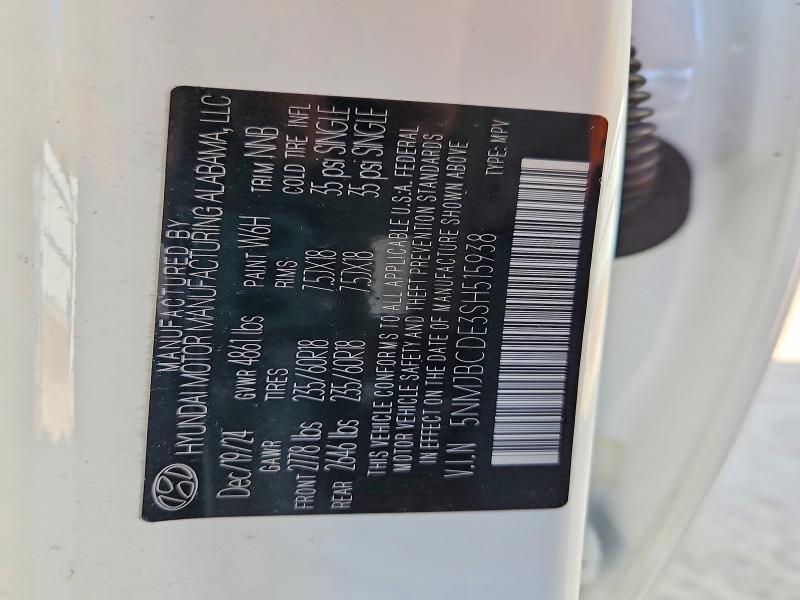 MANUFACTURED BY
HYUNDAI MOTOR MANUFACTURING ALABAMA, LLC
Dec/19/24 GVWR 4861 lbs PAINT W6H TRIM NNB
GAWR TIRES RIMS COLD TIRE INFL
FRONT 2778 lbs 235/60R18 7.5JX18 35 psi SINGLE
REAR 2646 lbs 235/60R18 7.5JX18 35 psi SINGLE
THIS VEHICLE CONFORMS TO ALL APPLICABLE U.S.A. FEDERAL
MOTOR VEHICLE SAFETY AND THEFT PREVENTION STANDARDS
IN EFFECT ON THE DATE OF MANUFACTURE SHOWN ABOVE
V.I.N 5NMJBCDE3SH515938
TYPE: MPV